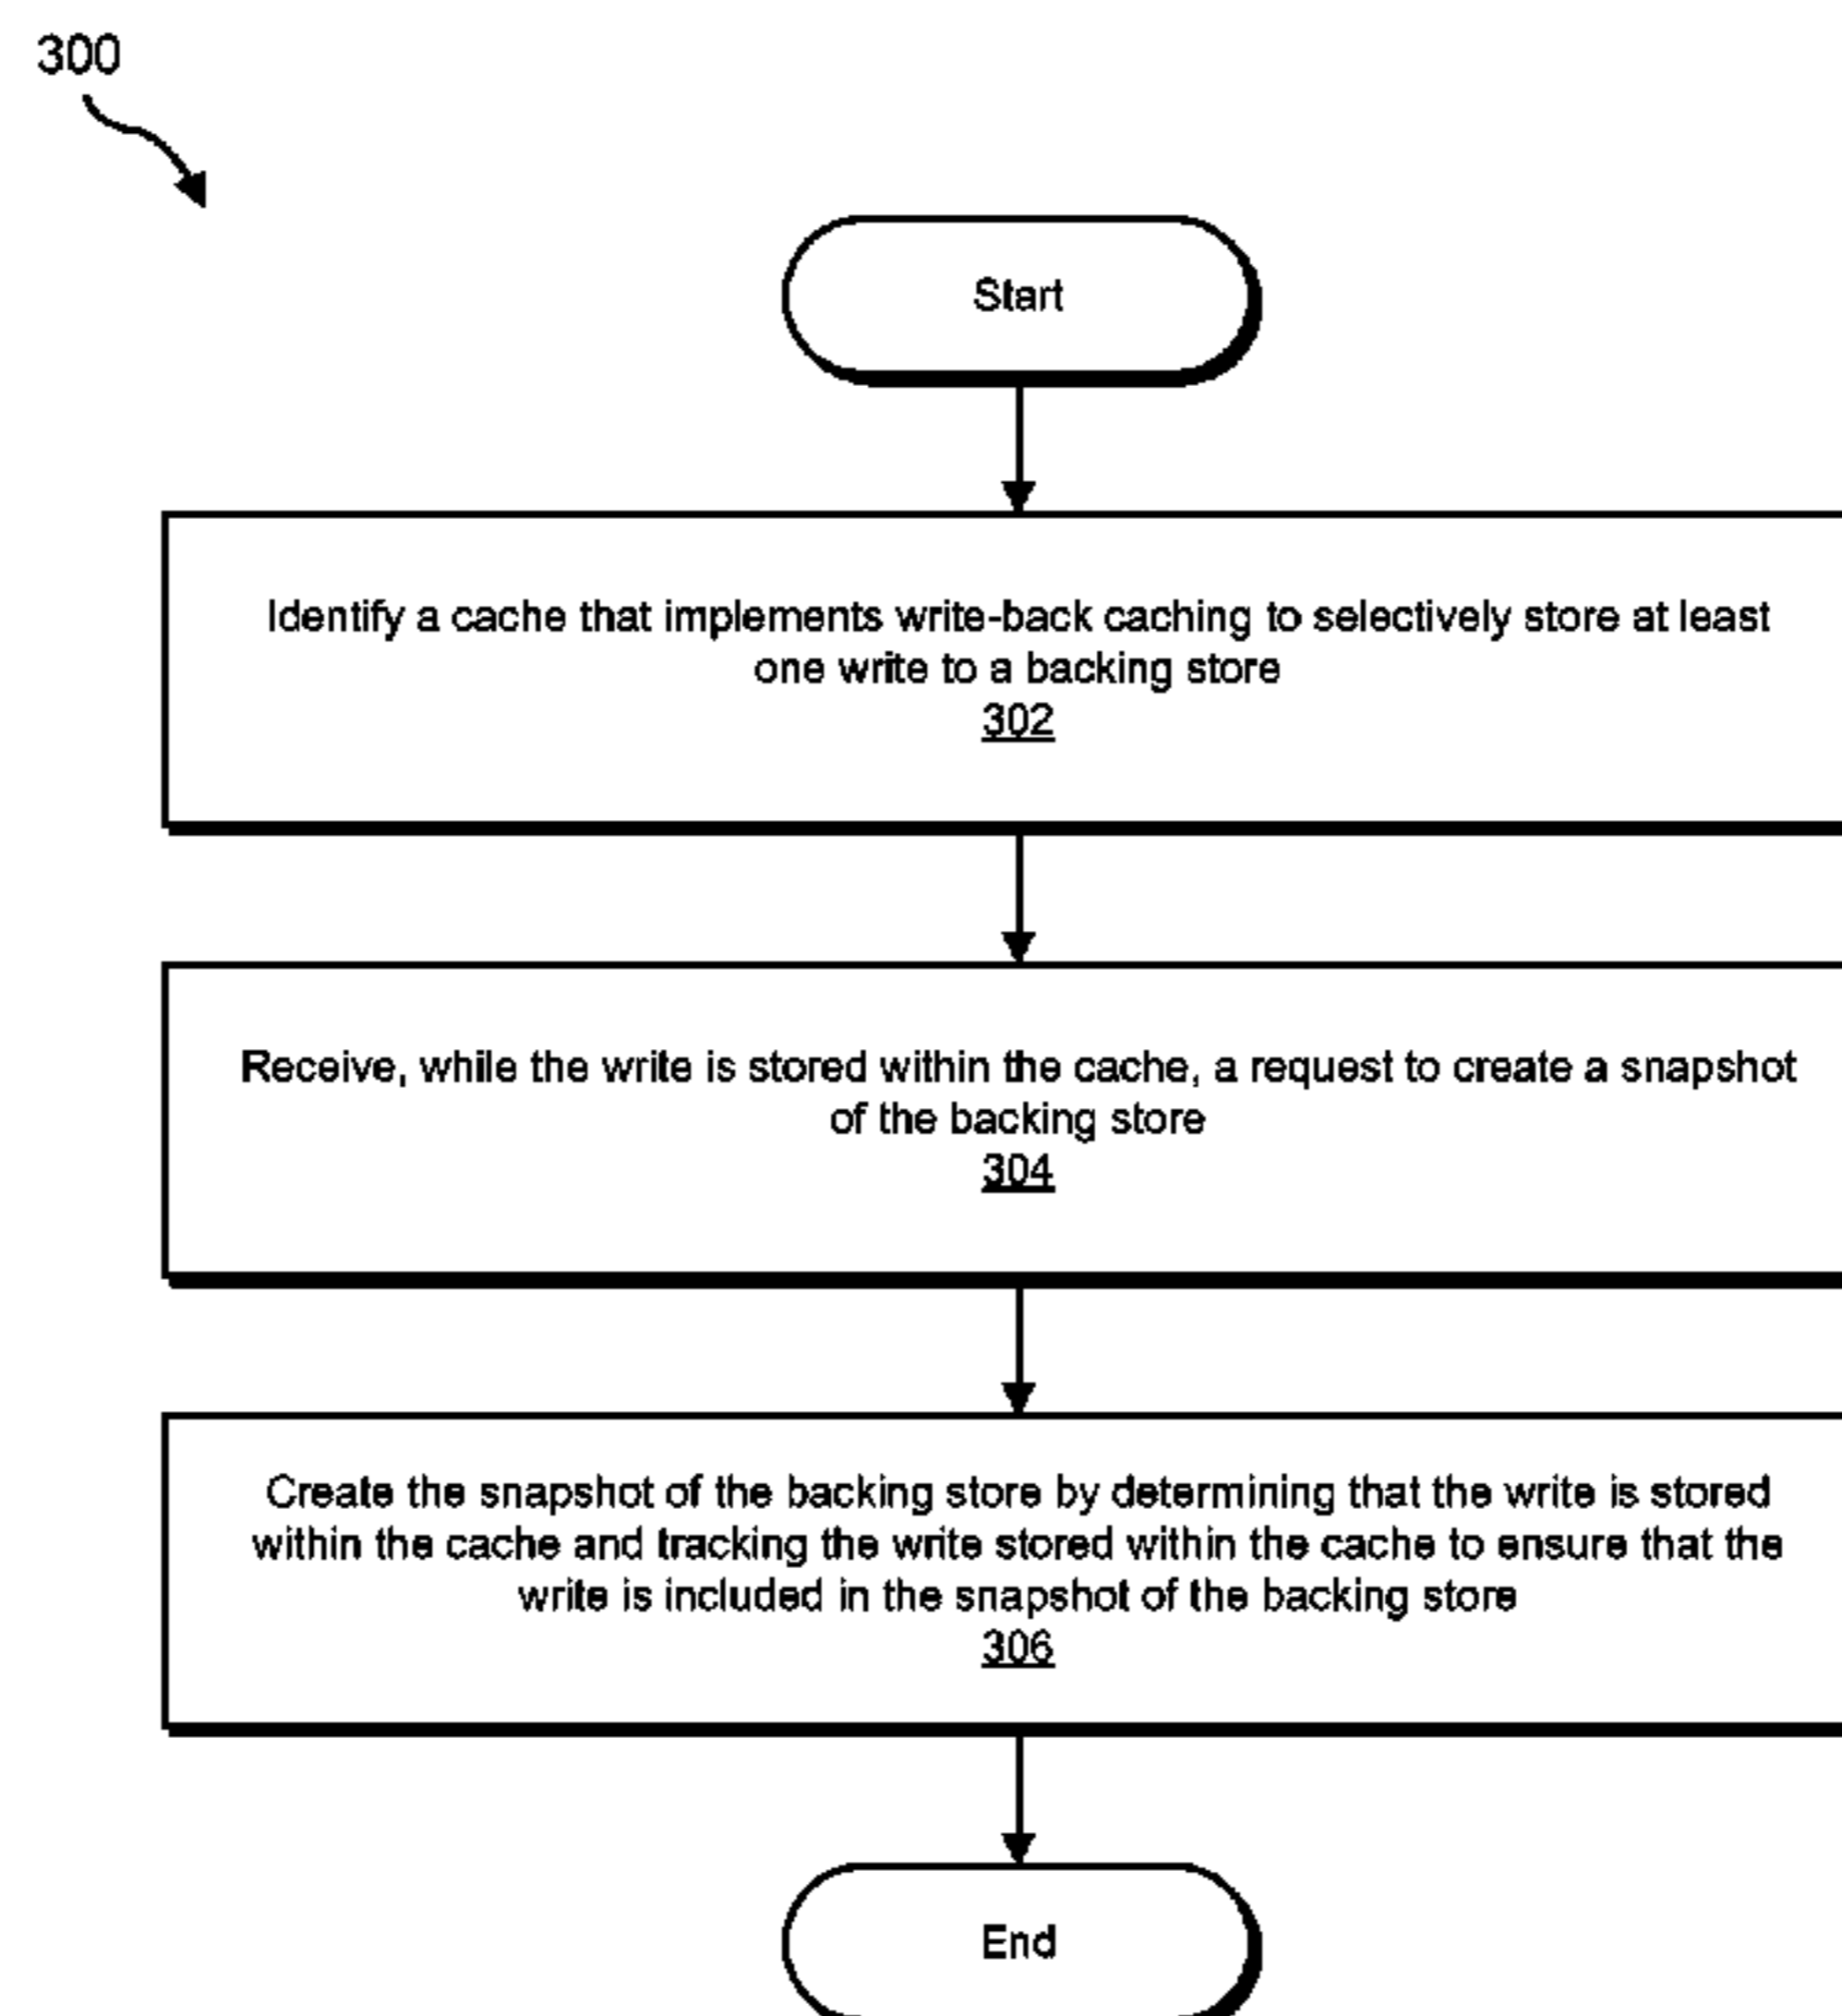 300
Start
Identify a cache that implements write-back caching to selectively store at least
one write to a backing store
302
Receive, while the write is stored within the cache, a request to create a snapshot
of the backing store
304
Create the snapshot of the backing store by determining that the write is stored
within the cache and tracking the write stored within the cache to ensure that the
write is included in the snapshot of the backing store
306
End